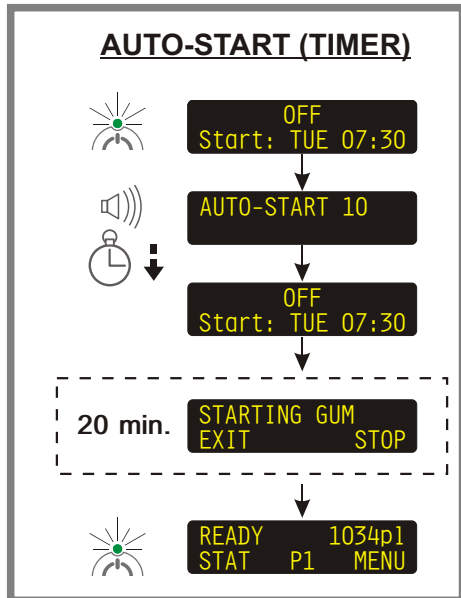 AUTO-START (TIMER)
OFF
Start: TUE 07:30
AUTO-START 10
OFF
Start: TUE 07:30
20 min.
STARTING GUM
EXIT STOP
READY 1034pl
STAT P1 MENU